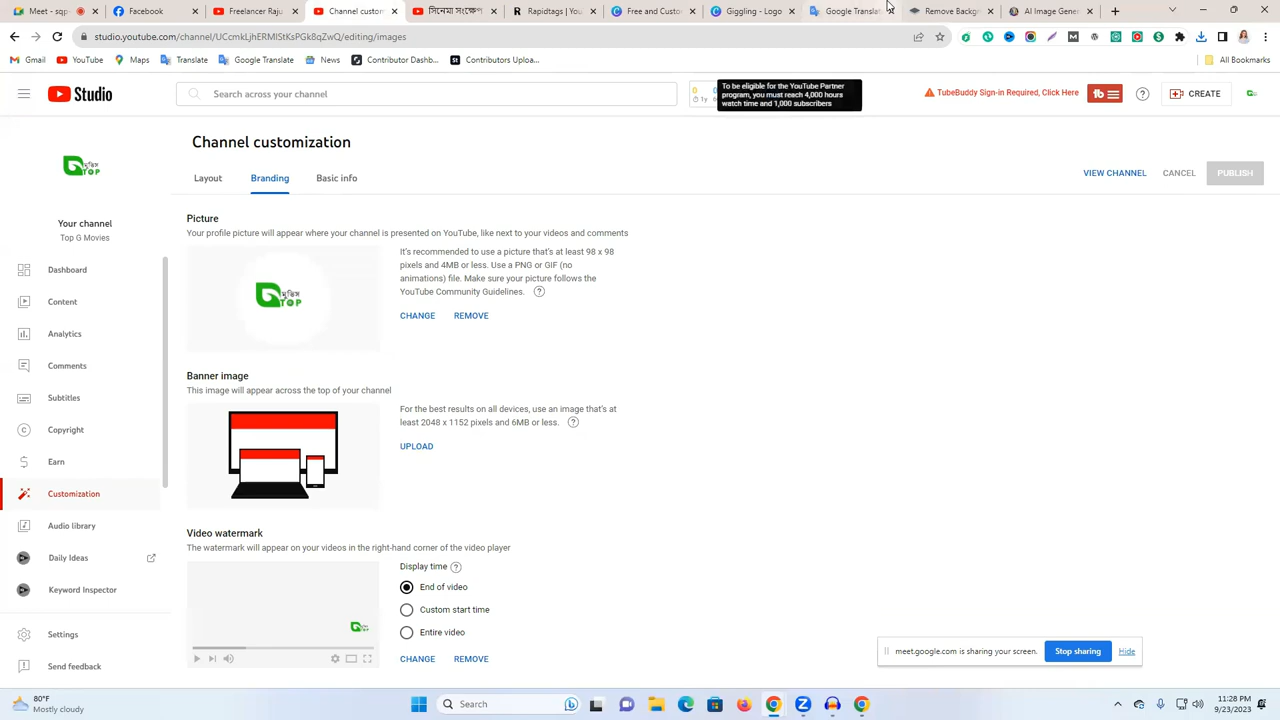 Meet
Facebook
Freelancer Raju
Channel custom
সিনেমা সংক্ষেপ
Rapidtags | You
Free and Custo
Giggling - Logo
Google Translat
Remove Backg
AI Image Gener
studio.youtube.com/channel/UCcmkLjhERMIStKsPGk8qZwQ/editing/images
Gmail
YouTube
Maps
Translate
Google Translate
News
Contributor Dashb...
Contributor Uploa...
All Bookmarks
Studio
Search across your channel
To be eligible for the YouTube Partner
program, you must reach 4,000 hours
watch time and 1,000 subscribers
TubeBuddy Sign-in Required, Click Here
CREATE
Channel customization
Layout
Branding
Basic info
VIEW CHANNEL
CANCEL
PUBLISH
Your channel
Top G Movies
Dashboard
Content
Analytics
Comments
Subtitles
Copyright
Earn
Customization
Audio library
Daily Ideas
Keyword Inspector
Settings
Send feedback
Picture
Your profile picture will appear where your channel is presented on YouTube, like next to your videos and comments
It's recommended to use a picture that's at least 98 x 98
pixels and 4MB or less. Use a PNG or GIF (no
animations) file. Make sure your picture follows the
YouTube Community Guidelines.
CHANGE
REMOVE
Banner image
This image will appear across the top of your channel
For the best results on all devices, use an image that's at
least 2048 x 1152 pixels and 6MB or less.
UPLOAD
Video watermark
The watermark will appear on your videos in the right-hand corner of the video player
Display time
End of video
Custom start time
Entire video
CHANGE
REMOVE
meet.google.com is sharing your screen.
Stop sharing
Hide
80°F
Mostly cloudy
Search
11:28 PM
9/23/2023